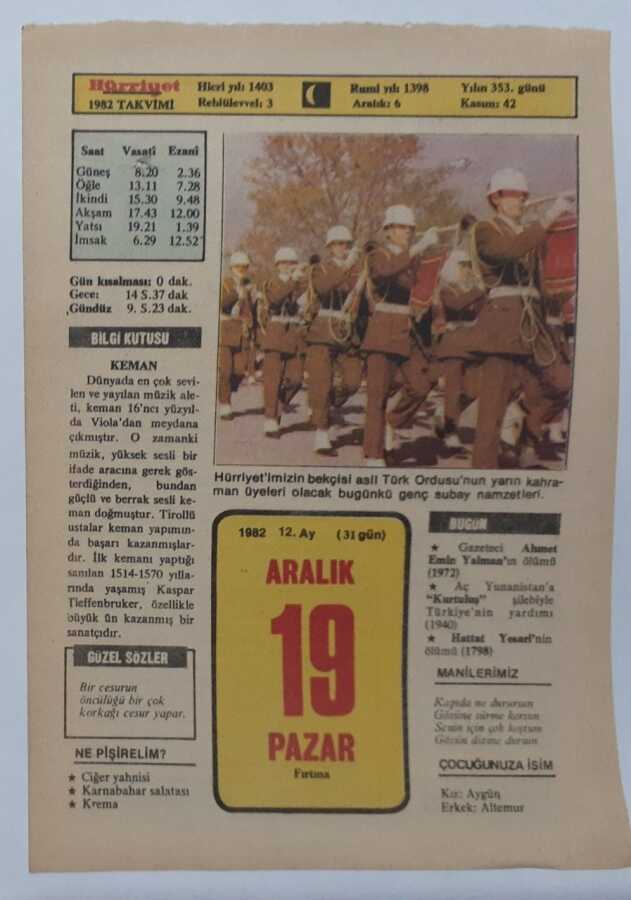 Hürriyet
1982 TAKVİMİ
Hicri yılı: 1403
Rebiülevvel: 3
Rumi yılı: 1398
Aralık: 6
Yılın 353. günü
Kasım: 42
Saat Vasatî Ezanî
Güneş 8.20 2.36
Öğle 13.11 7.28
İkindi 15.30 9.48
Akşam 17.43 12.00
Yatsı 19.21 1.39
İmsak 6.29 12.52
Gün kısalması: 0 dak.
Gece: 14 S.37 dak
Gündüz 9. S.23 dak.
BİLGİ KUTUSU
KEMAN
Dünyada en çok sevi-
len ve yayılan müzik ale-
ti, keman 16'ncı yüzyıl-
da Viola'dan meydana
çıkmıştır. O zamanki
müzik, yüksek sesli bir
ifade aracına gerek gös-
terdiğinden, bundan
güçlü ve berrak sesli ke-
man doğmuştur. Tirollü
ustalar keman yapımın-
da başarı kazanmışlar-
dır. İlk kemanı yaptığı
sanılan 1514-1570 yılla-
rında yaşamış Kaspar
Tieffenbruker, özellikle
büyük ün kazanmış bir
sanatçıdır.
GÜZEL SÖZLER
Bir cesurun
öncülüğü bir çok
korkağı cesur yapar.
NE PİŞİRELİM?
★ Ciğer yahnisi
★ Karnabahar salatası
★ Krema
Hürriyet'imizin bekçisi asil Türk Ordusu'nun yarın kahra-
man üyeleri olacak bugünkü genç subay namzetleri.
1982 12. Ay (31 gün)
ARALIK
19
PAZAR
Fırtına
BUGÜN
★ Gazeteci Ahmet
Emin Yalman'ın ölümü
(1972)
★ Aç Yunanistan'a
"Kurtuluş" şilebiyle
Türkiye'nin yardımı
(1940)
★ Hattat Yesari'nin
ölümü (1798)
MANİLERİMİZ
Kapıda ne durursun
Gözüne sürme korsun
Senin için çok koştum
Gözün dizme dursun
ÇOCUĞUNUZA İSİM
Kız: Aygün
Erkek: Altemur